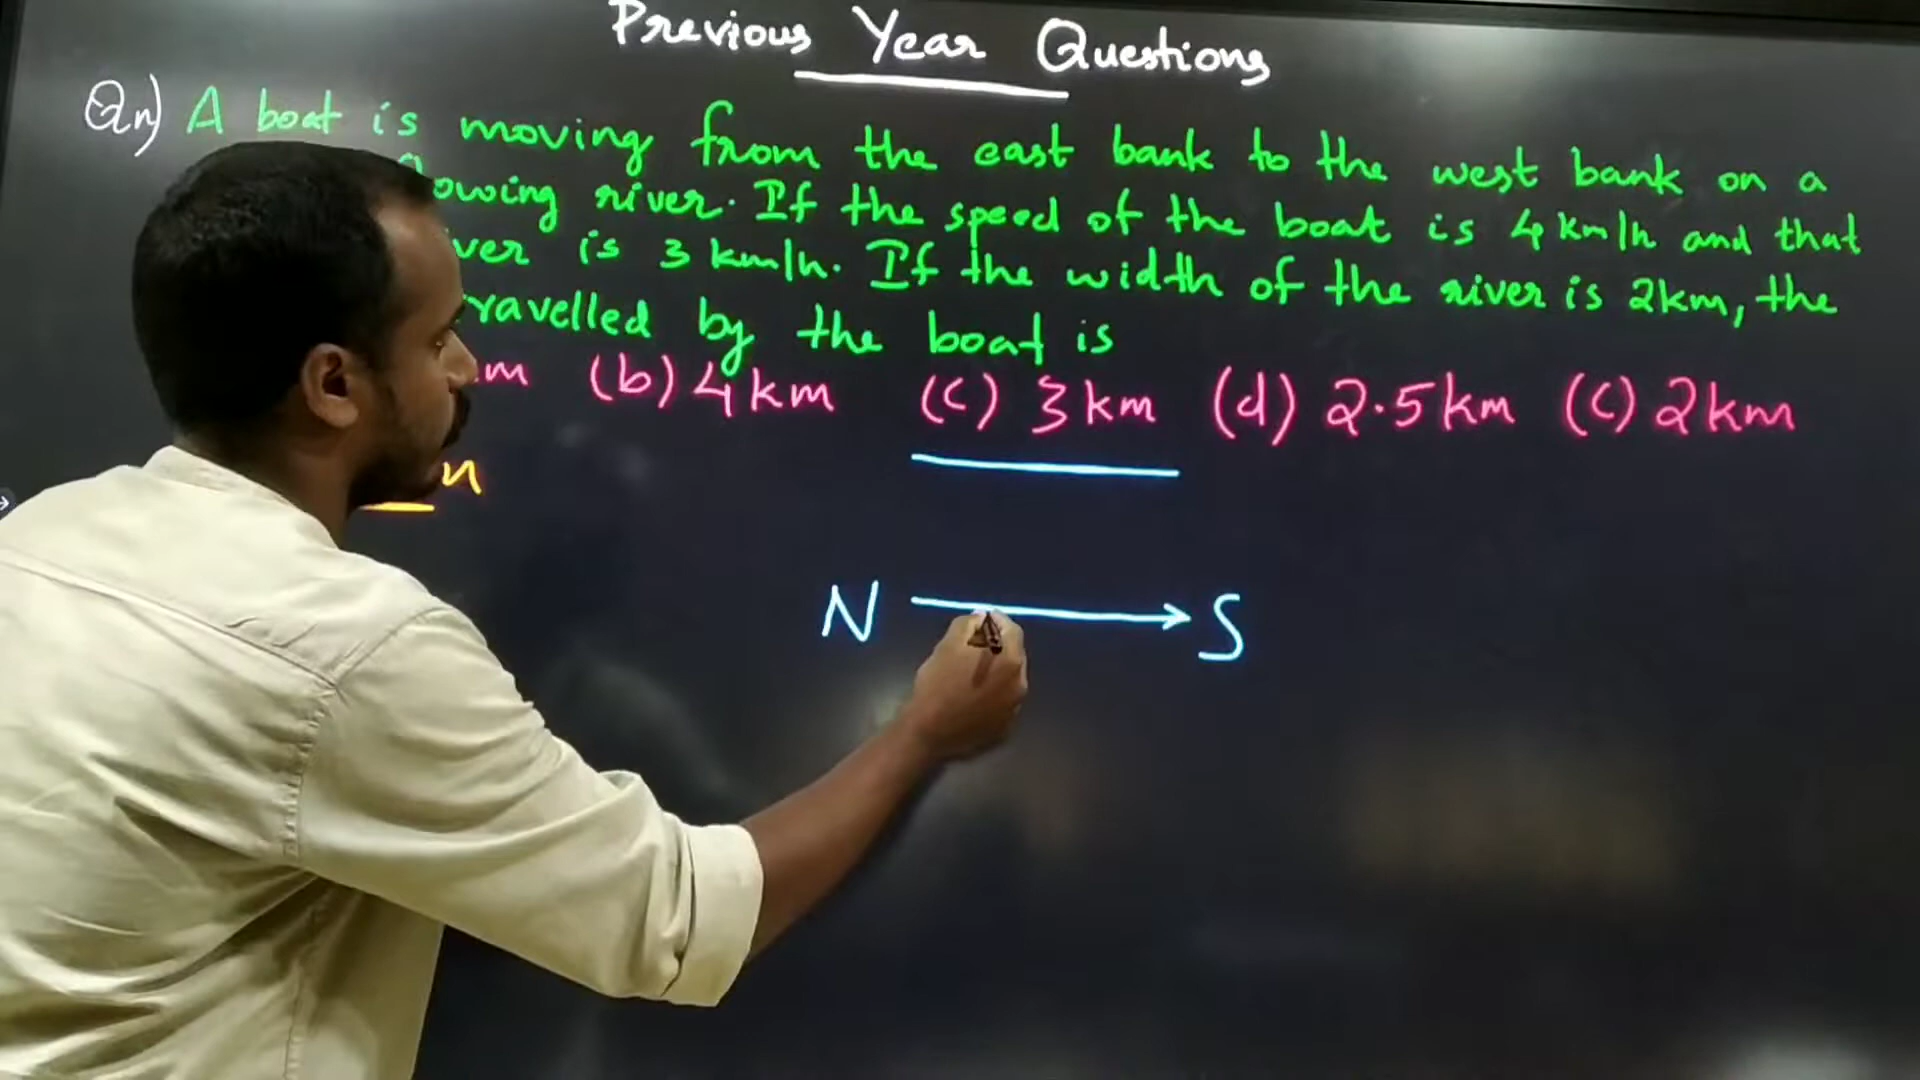 Previous Year Questions
Qn) A boat is moving from the east bank to the west bank on a
owing river. If the speed of the boat is 4 km/h and that
ver is 3 km/h. If the width of the river is 2km, the
ravelled by the boat is
m (b) 4 km (c) 3 km (d) 2.5 km (c) 2 km
n
N S